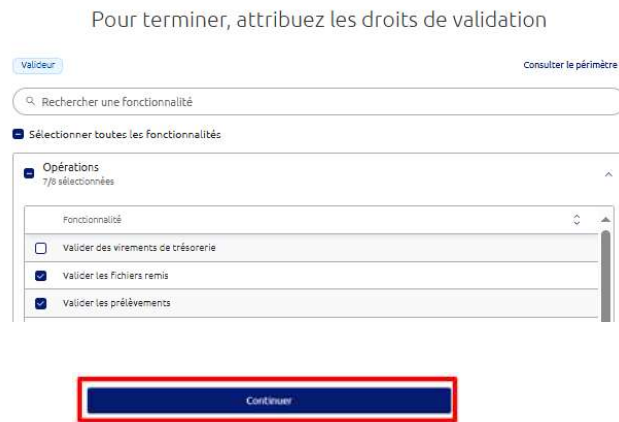 Pour terminer, attribuez les droits de validation
Valideur
Consulter le périmètre
Rechercher une fonctionnalité
Sélectionner toutes les fonctionnalités
Opérations
7/8 sélectionnées
Fonctionnalité
Valider des virements de trésorerie
Valider les fichiers remis
Valider les prélèvements
Continuer